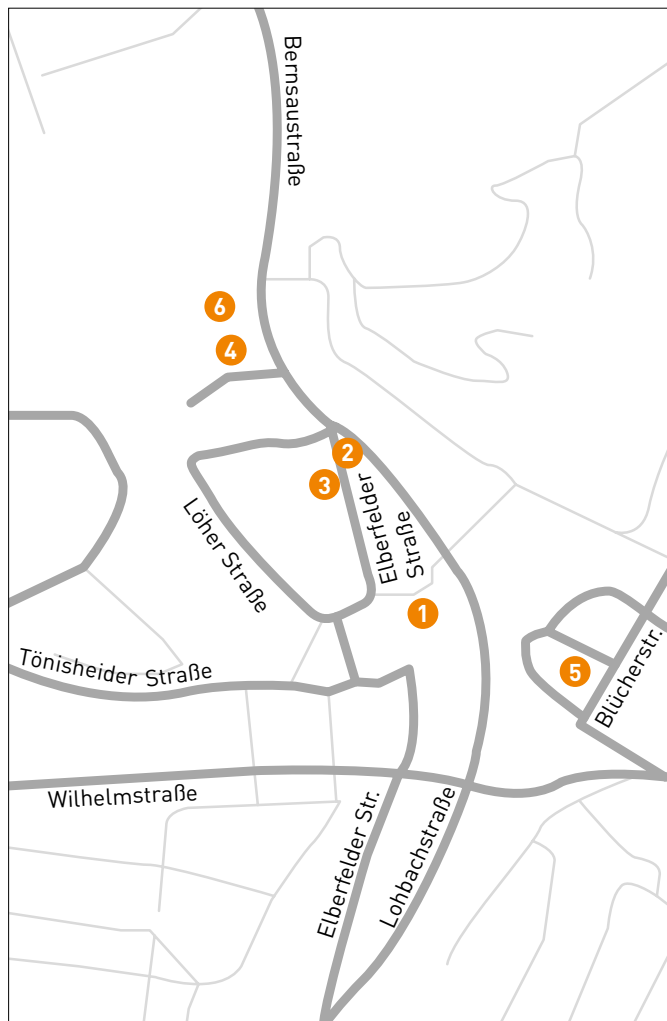 Bernsaustraße
6
4
2
3
Elberfelder
Straße
Löher Straße
1
Tönisheider Straße
5
Blücherstr.
Wilhelmstraße
Elberfelder Str.
Lohbachstraße